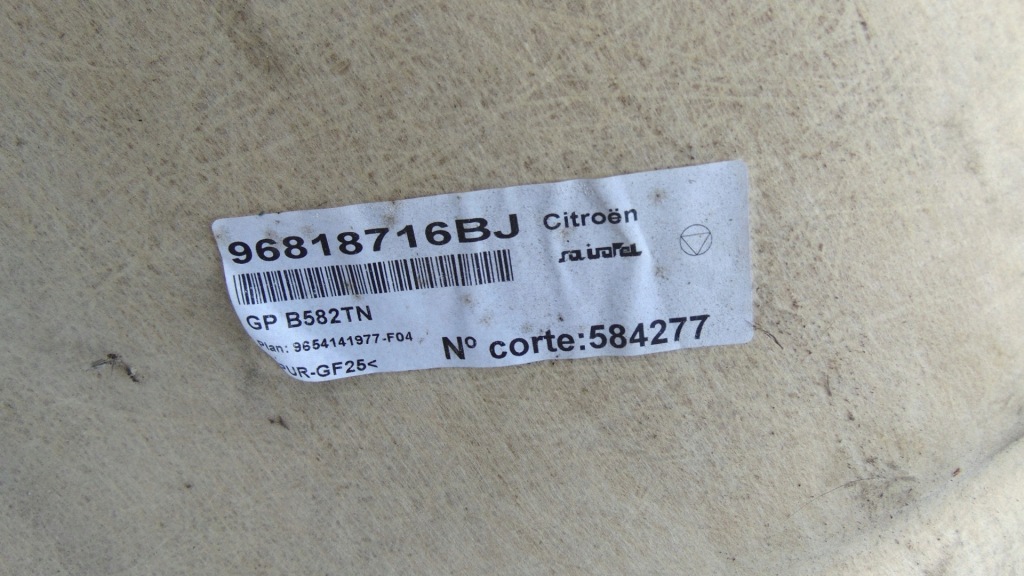 96818716BJ Citroën
GP B582TN
Plan: 9654141977-F04
Nº corte:584277
PUR-GF25<